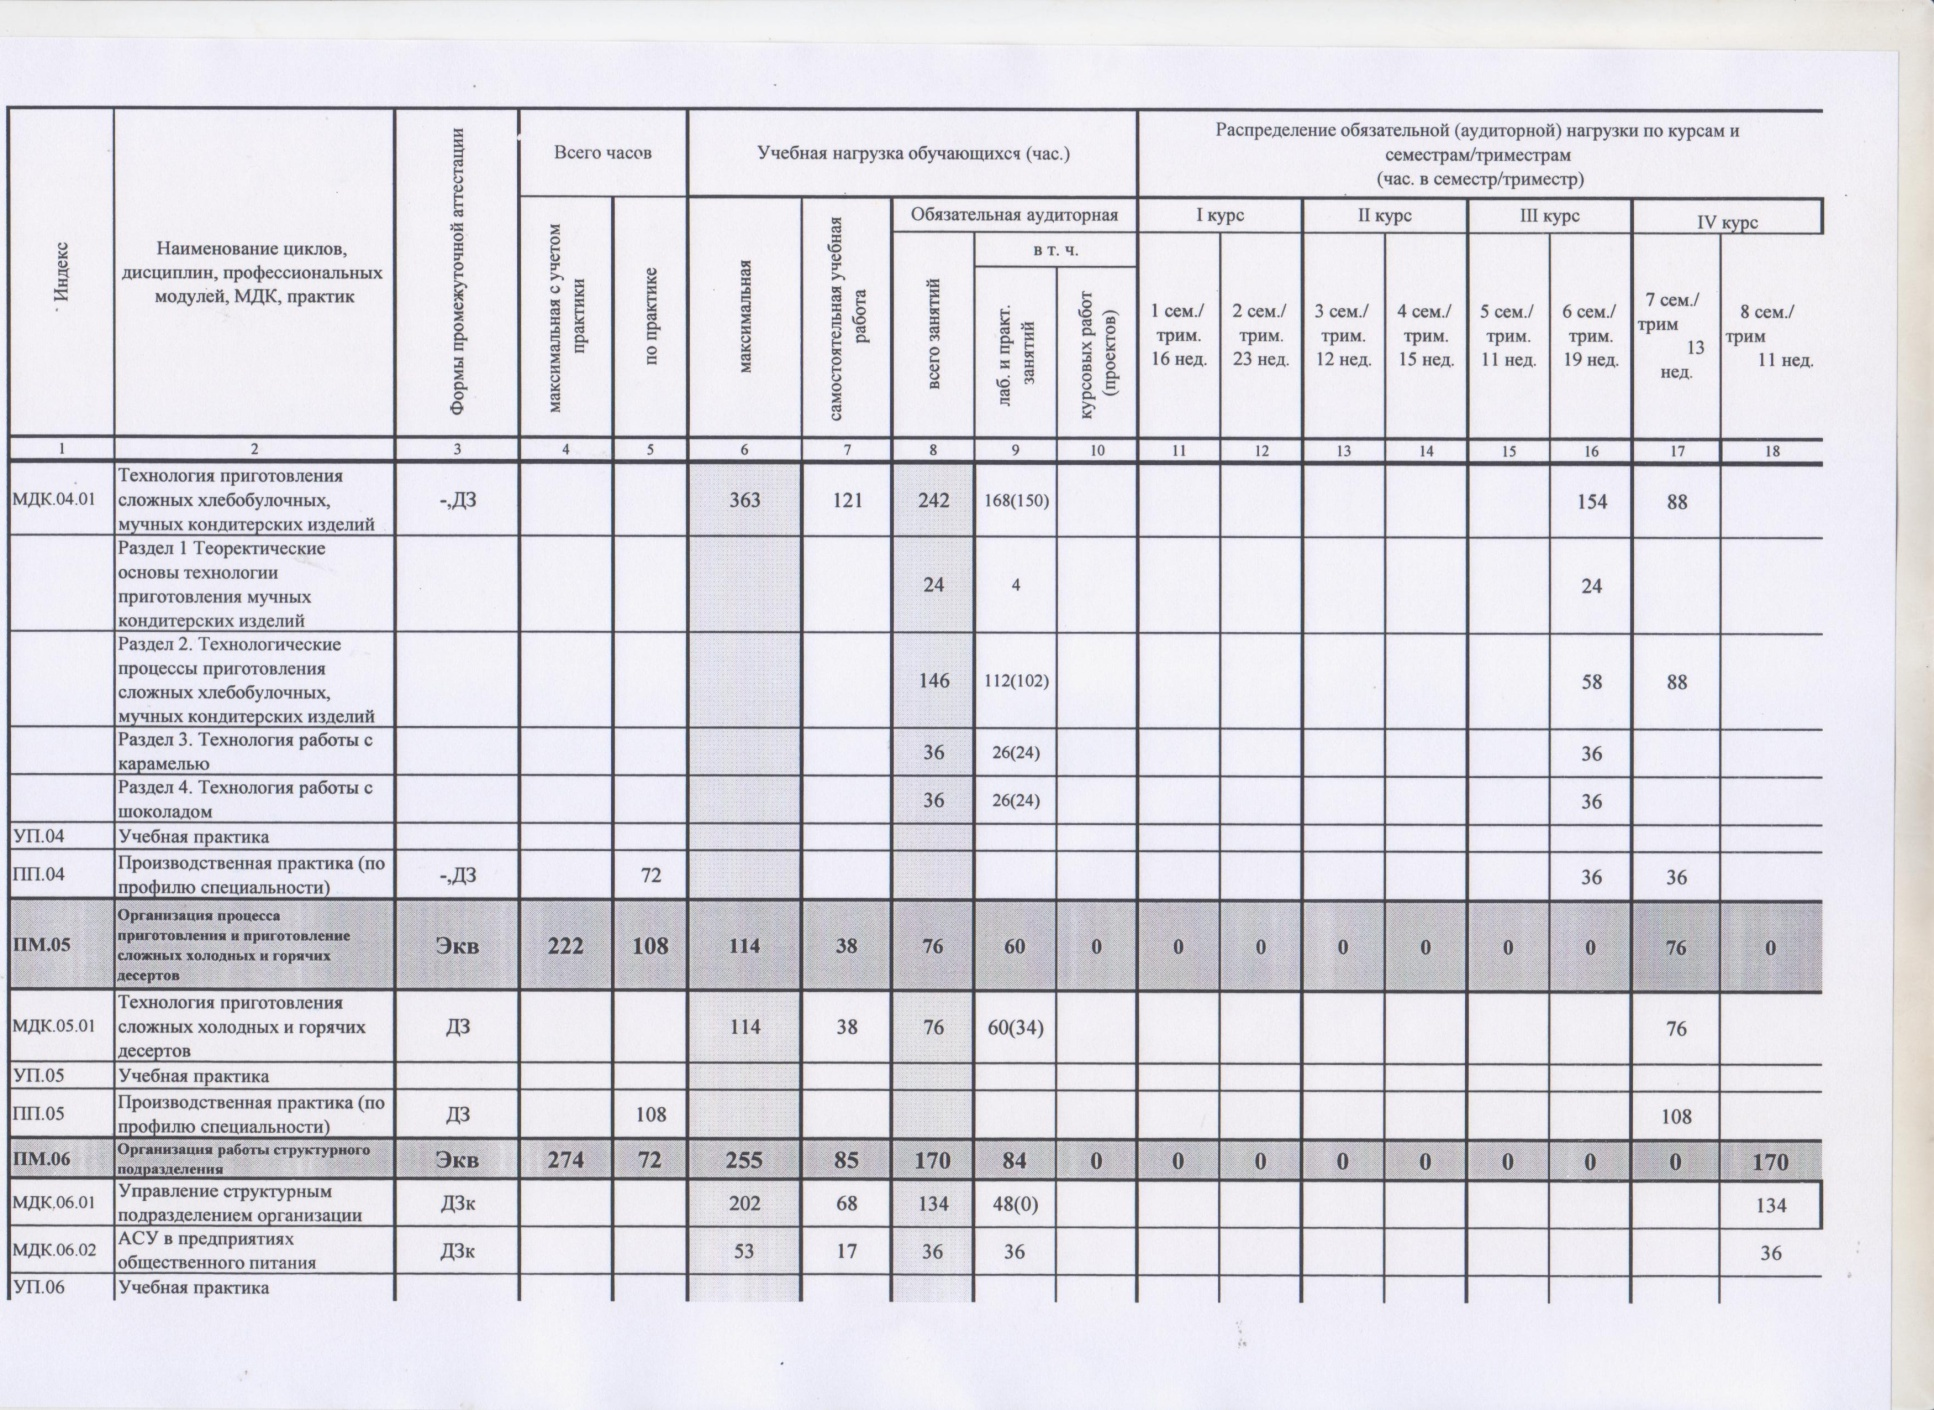 Индекс
Наименование циклов,
дисциплин, профессиональных
модулей, МДК, практик
Формы промежуточной аттестации
Всего часов
максимальная с учетом
практики
по практике
Учебная нагрузка обучающихся (час.)
максимальная
самостоятельная учебная
работа
Обязательная аудиторная
всего занятий
в т. ч.
лаб. и практ.
занятий
курсовых работ
(проектов)
Распределение обязательной (аудиторной) нагрузки по курсам и
семестрам/триместрам
(час. в семестр/триместр)
I курс II курс III курс IV курс
1 сем./
трим.
16 нед.
2 сем./
трим.
23 нед.
3 сем./
трим.
12 нед.
4 сем./
трим.
15 нед.
5 сем./
трим.
11 нед.
6 сем./
трим.
19 нед.
7 сем./
трим
13
нед.
8 сем./
трим
11 нед.
1 2 3 4 5 6 7 8 9 10 11 12 13 14 15 16 17 18
Технология приготовления
МДК.04.01 сложных хлебобулочных, -,ДЗ 363 121 242 168(150) 154 88
мучных кондитерских изделий
Раздел 1 Теоректические
основы технологии 24 4 24
приготовления мучных
кондитерских изделий
Раздел 2. Технологические
процессы приготовления 146 112(102) 58 88
сложных хлебобулочных,
мучных кондитерских изделий
Раздел 3. Технология работы с 36 26(24) 36
карамелью
Раздел 4. Технология работы с 36 26(24) 36
шоколадом
УП.04 Учебная практика
ПП.04 Производственная практика (по -,ДЗ 72 36 36
профилю специальности)
Организация процесса
ПМ.05 приготовления и приготовление Экв 222 108 114 38 76 60 0 0 0 0 0 0 0 76 0
сложных холодных и горячих
десертов
Технология приготовления
МДК.05.01 сложных холодных и горячих ДЗ 114 38 76 60(34) 76
десертов
УП.05 Учебная практика
ПП.05 Производственная практика (по ДЗ 108 108
профилю специальности)
ПМ.06 Организация работы структурного Экв 274 72 255 85 170 84 0 0 0 0 0 0 0 0 170
подразделения
МДК.06.01 Управление структурным ДЗк 202 68 134 48(0) 134
подразделением организации
МДК.06.02 АСУ в предприятиях ДЗк 53 17 36 36 36
общественного питания
УП.06 Учебная практика